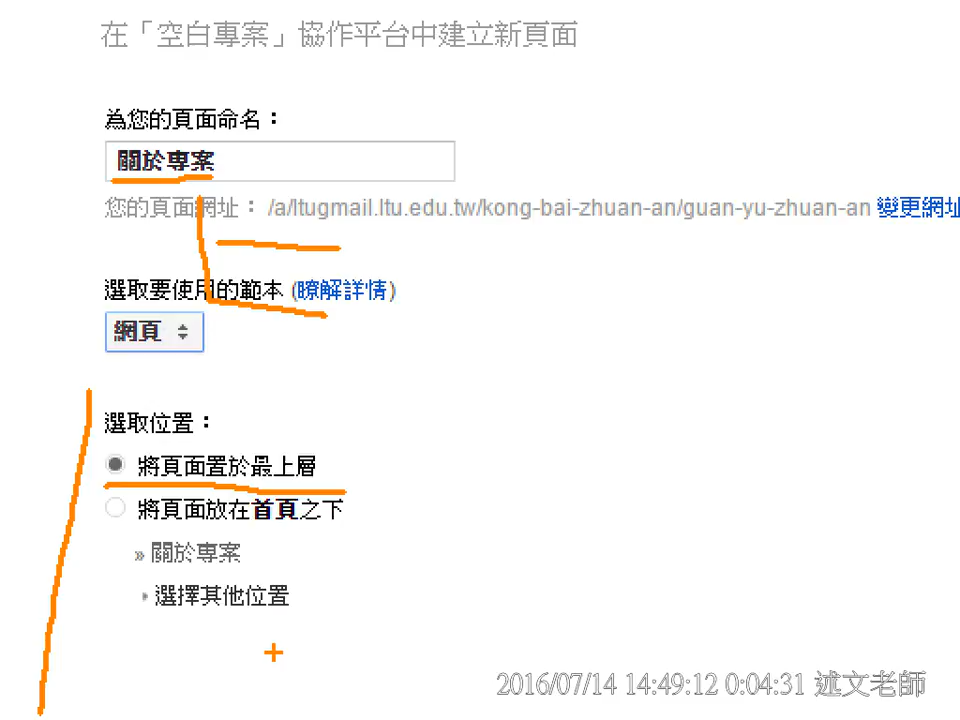 在「空白專案」協作平台中建立新頁面
為您的頁面命名：
關於專案
您的頁面網址： /a/ltugmail.ltu.edu.tw/kong-bai-zhuan-an/guan-yu-zhuan-an 變更網址
選取要使用的範本 (瞭解詳情)
網頁
選取位置：
將頁面置於最上層
將頁面放在首頁之下
» 關於專案
選擇其他位置
2016/07/14 14:49:12 0:04:31 述文老師